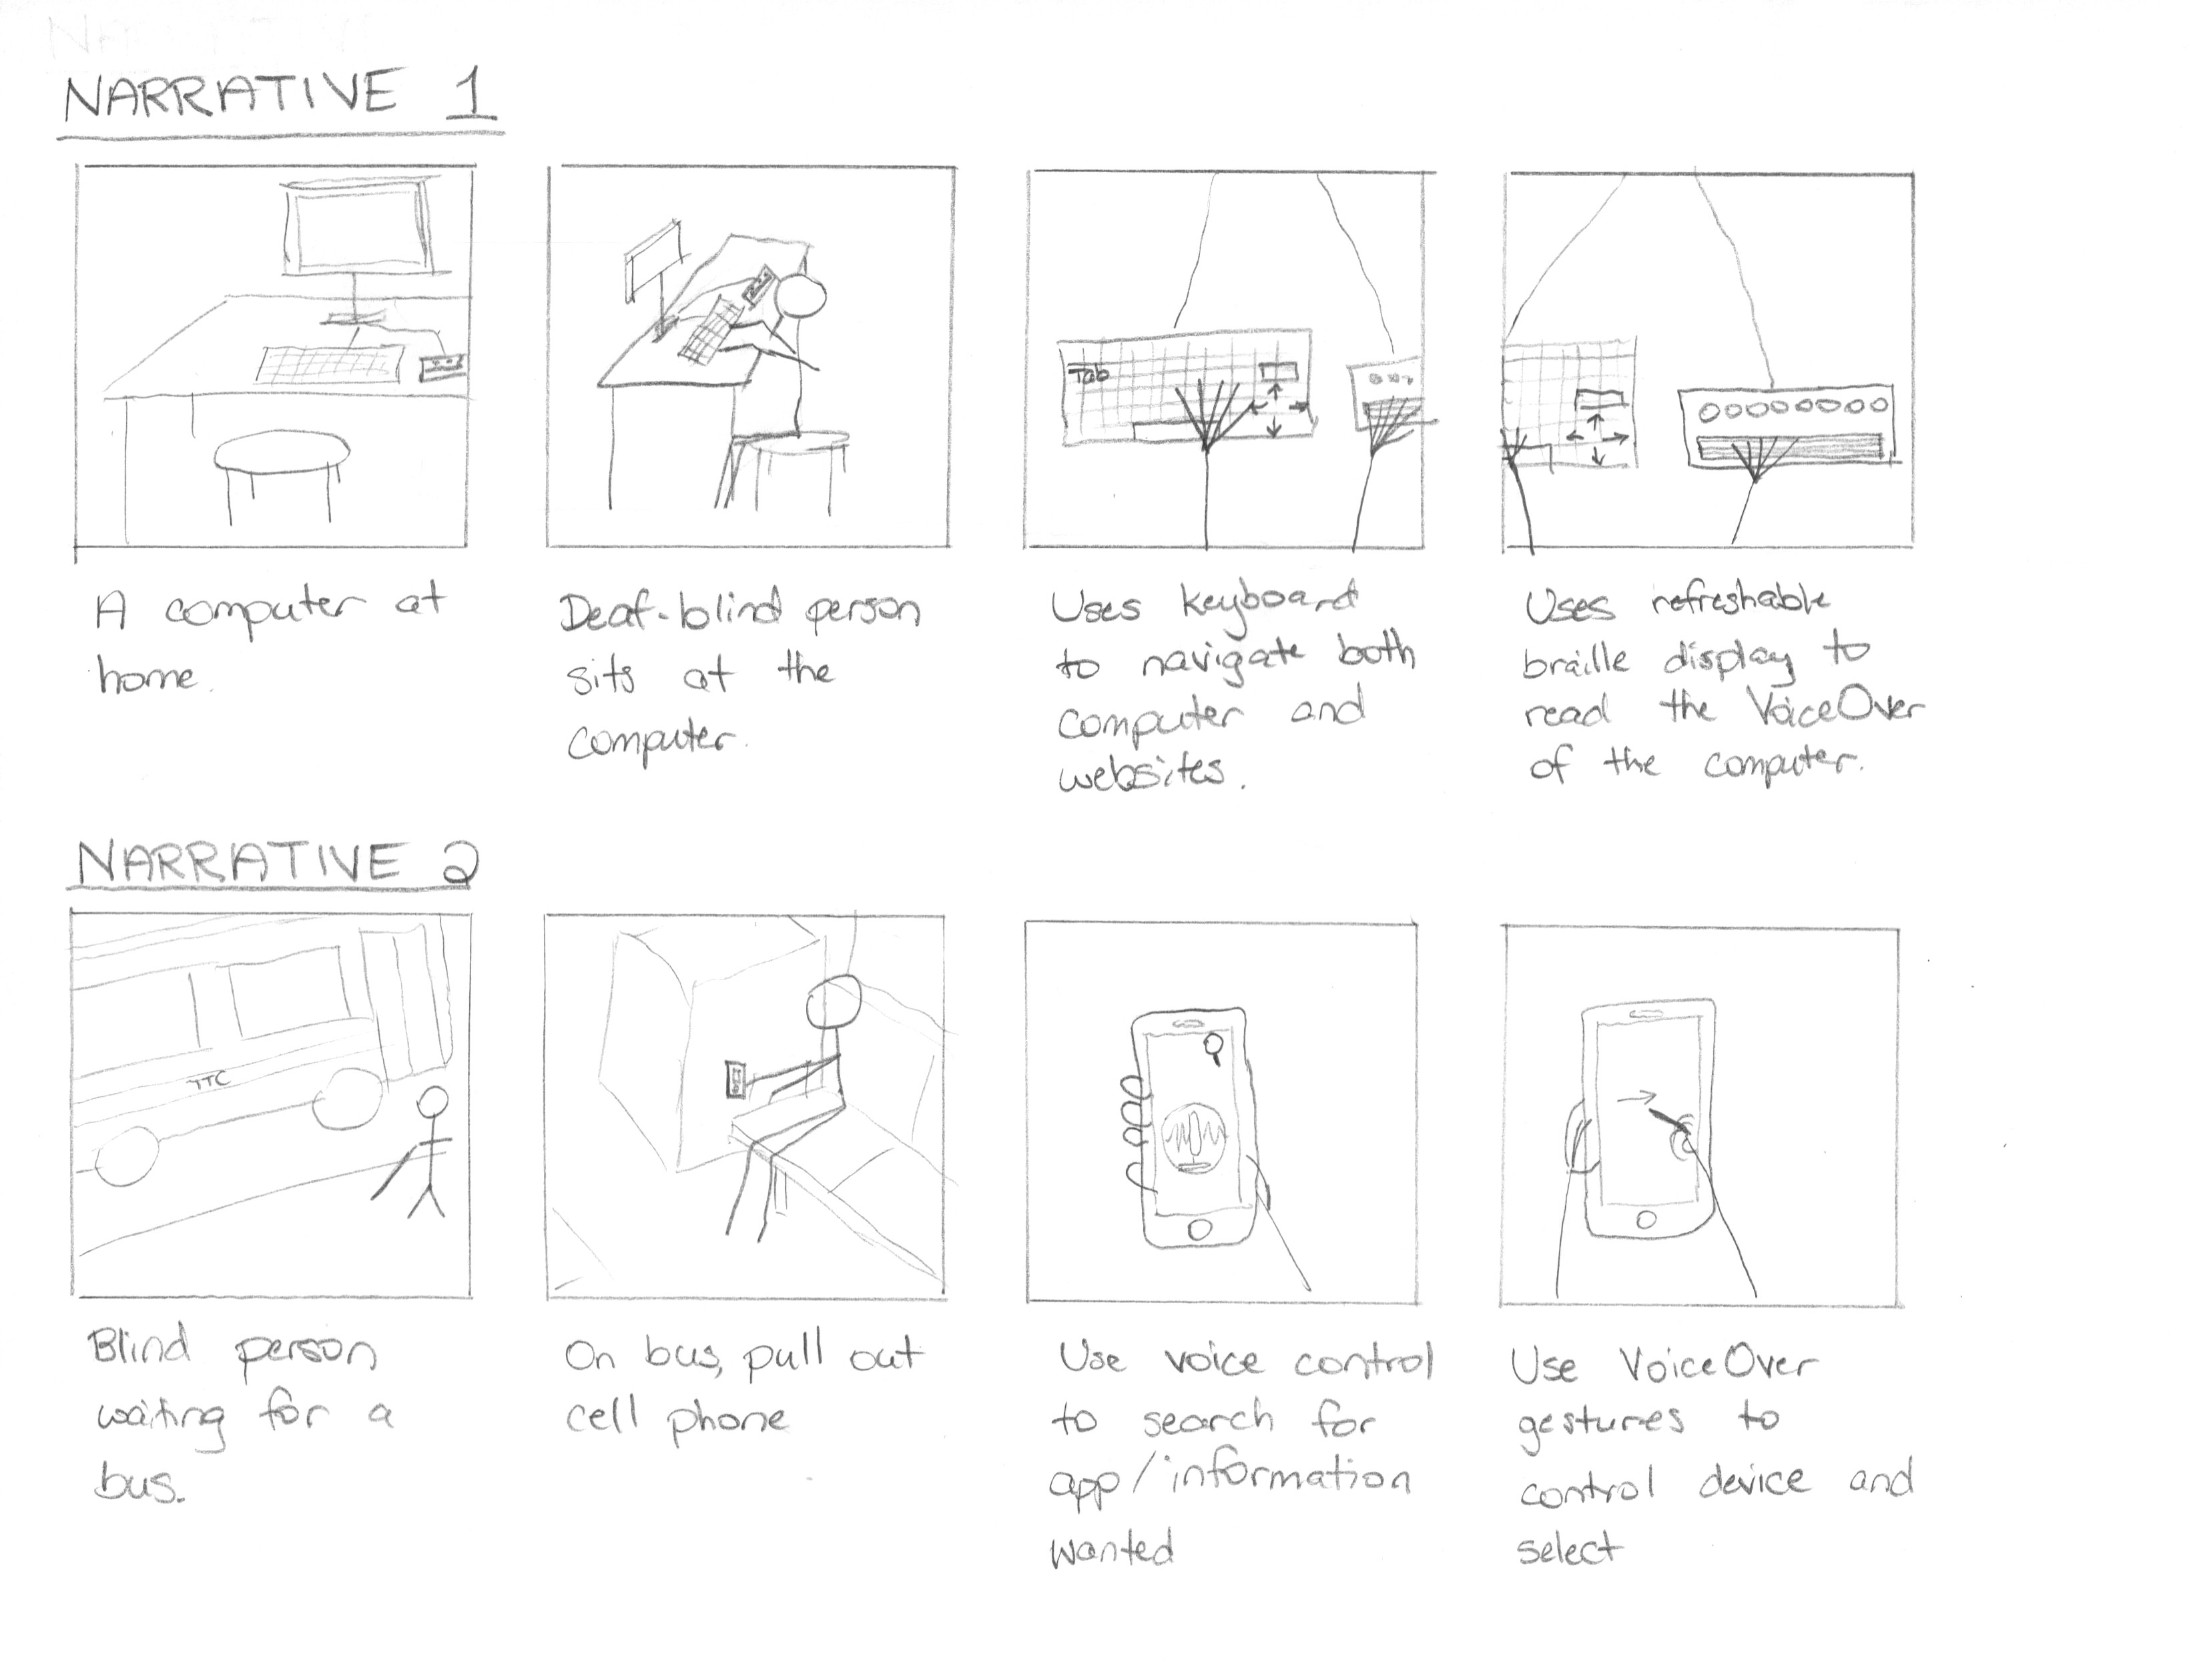 NARRATIVE 1
Tab
A computer at
home.
Deaf-blind person
sits at the
computer.
Uses keyboard
to navigate both
computer and
websites.
Uses refreshable
braille display to
read the VoiceOver
of the computer.
NARRATIVE 2
TTC
Blind person
waiting for a
bus.
On bus, pull out
cell phone
Use voice control
to search for
app/information
wanted
Use VoiceOver
gestures to
control device and
select